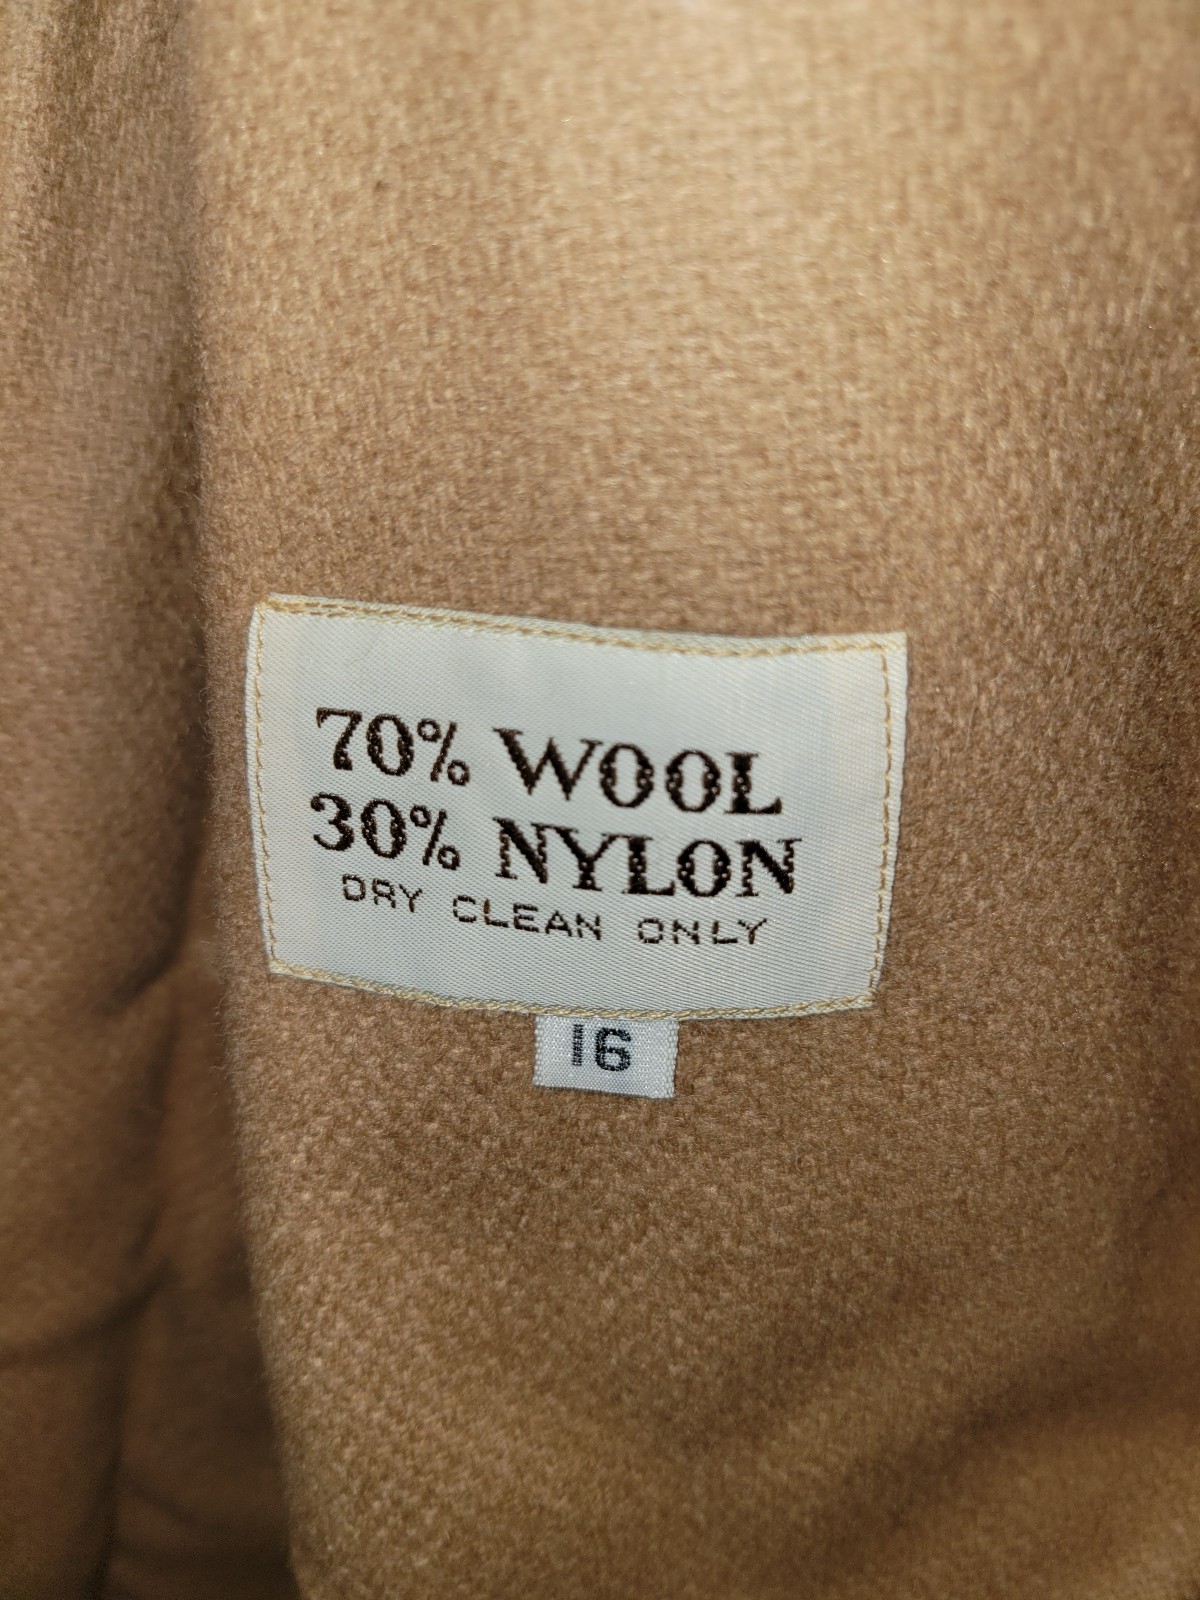 70% WOOL
30% NYLON
DRY CLEAN ONLY
16